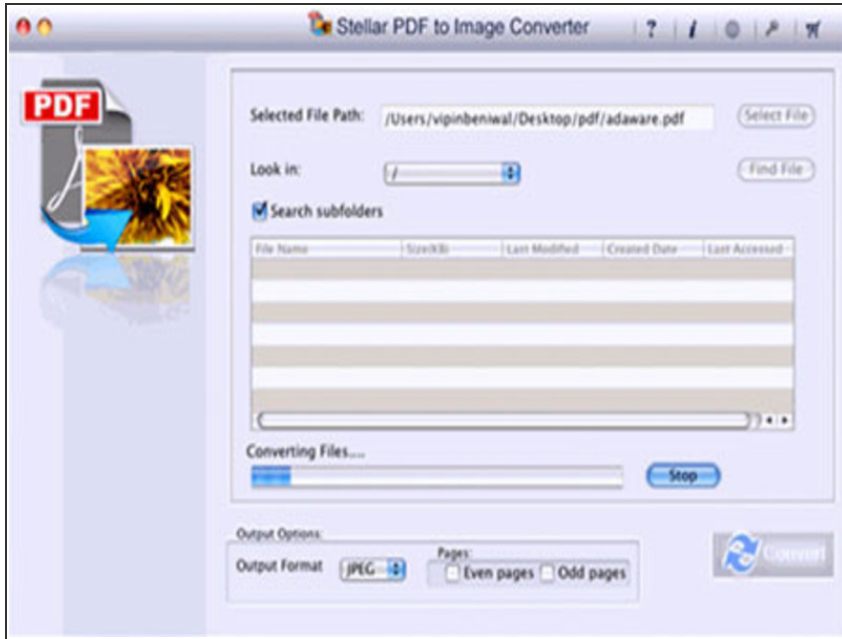 Stellar PDF to Image Converter
? i
PDF
Selected File Path: /Users/vipinbeniwal/Desktop/pdf/adaware.pdf Select File
Look in: / Find File
Search subfolders
File Name Size(KB) Last Modified Created Date Last Accessed
Converting Files....
Stop
Output Options:
Output Format JPEG
Pages:
Even pages Odd pages
Convert